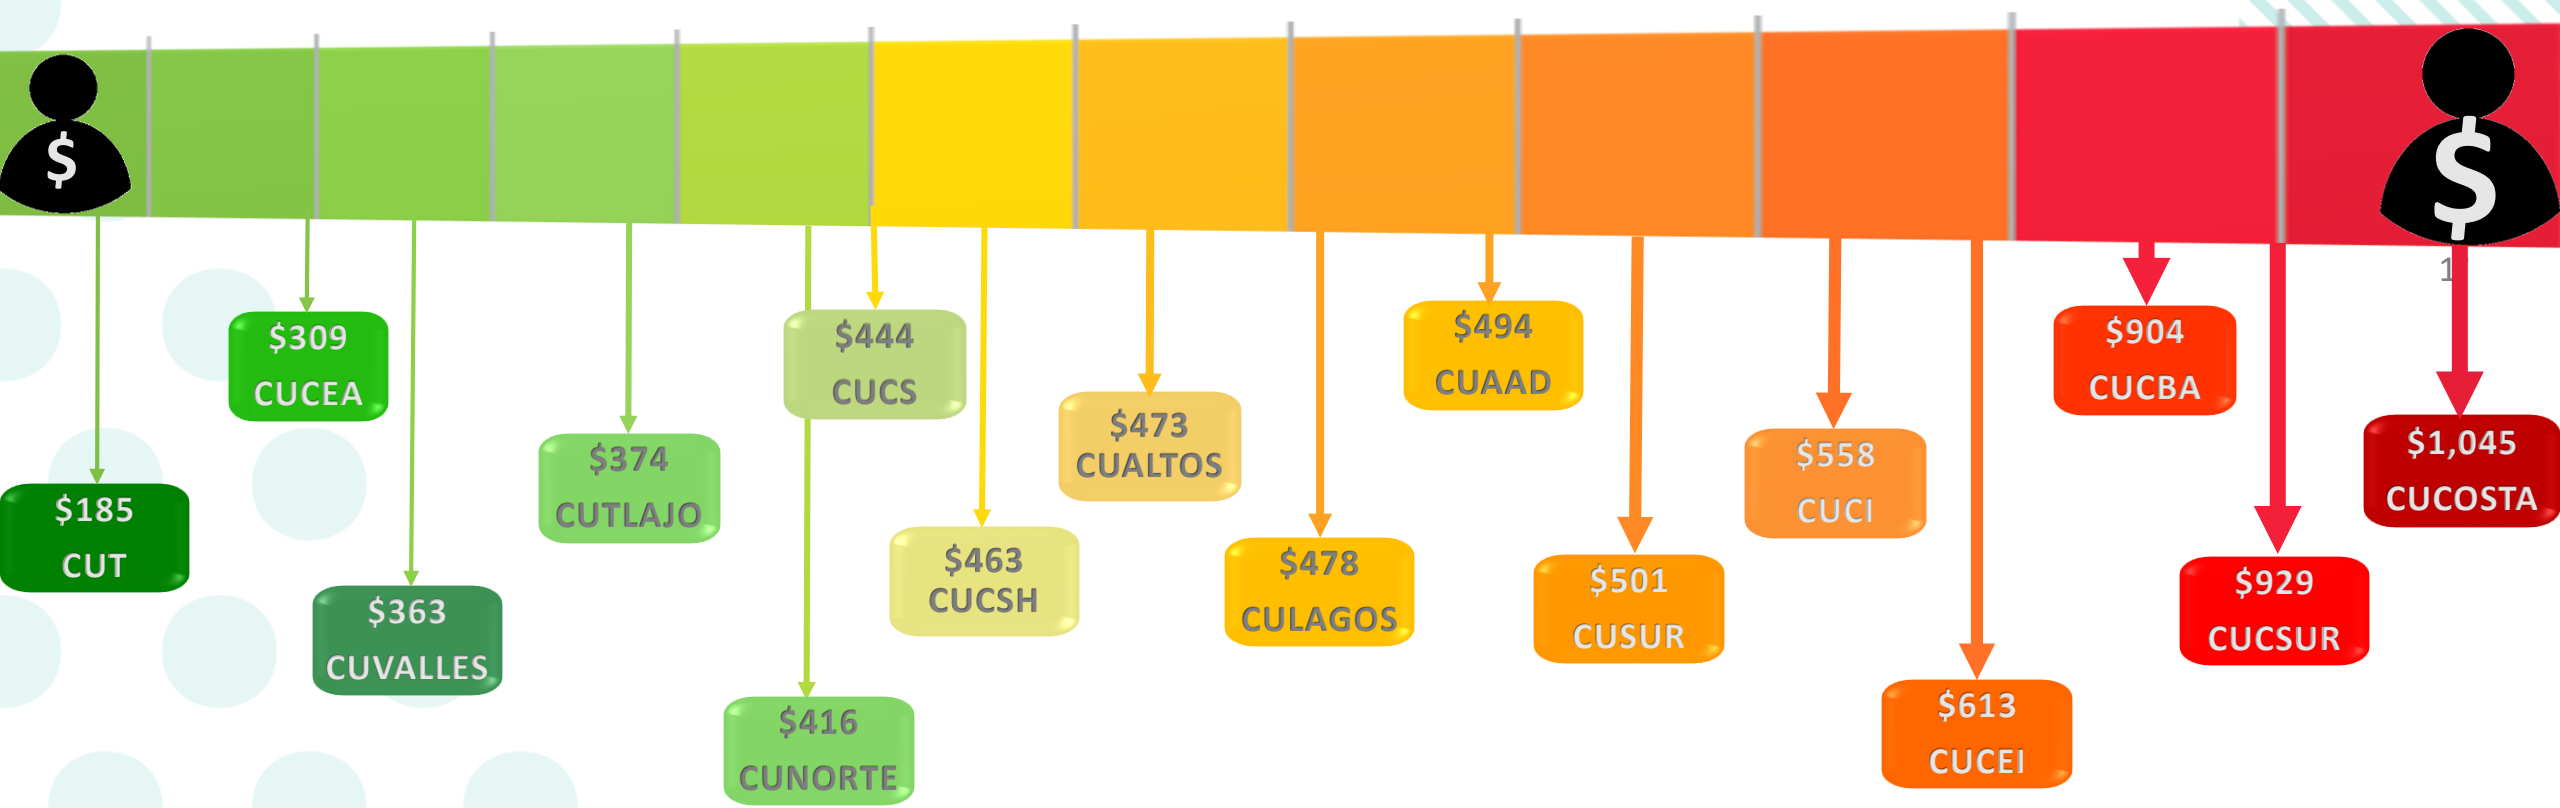 $
$
1
$185
CUT
$309
CUCEA
$363
CUVALLES
$374
CUTLAJO
$416
CUNORTE
$444
CUCS
$463
CUCSH
$473
CUALTOS
$478
CULAGOS
$494
CUAAD
$501
CUSUR
$558
CUCI
$613
CUCEI
$904
CUCBA
$929
CUCSUR
$1,045
CUCOSTA